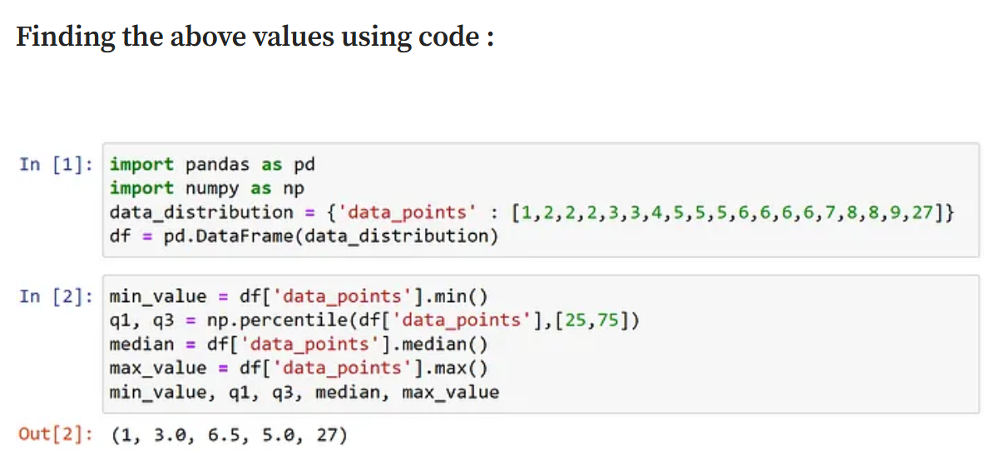 Finding the above values using code :
In [1]: import pandas as pd
import numpy as np
data_distribution = {'data_points' : [1,2,2,2,3,3,4,5,5,5,6,6,6,6,7,8,8,9,27]}
df = pd.DataFrame(data_distribution)
In [2]: min_value = df['data_points'].min()
q1, q3 = np.percentile(df['data_points'],[25,75])
median = df['data_points'].median()
max_value = df['data_points'].max()
min_value, q1, q3, median, max_value
Out[2]: (1, 3.0, 6.5, 5.0, 27)